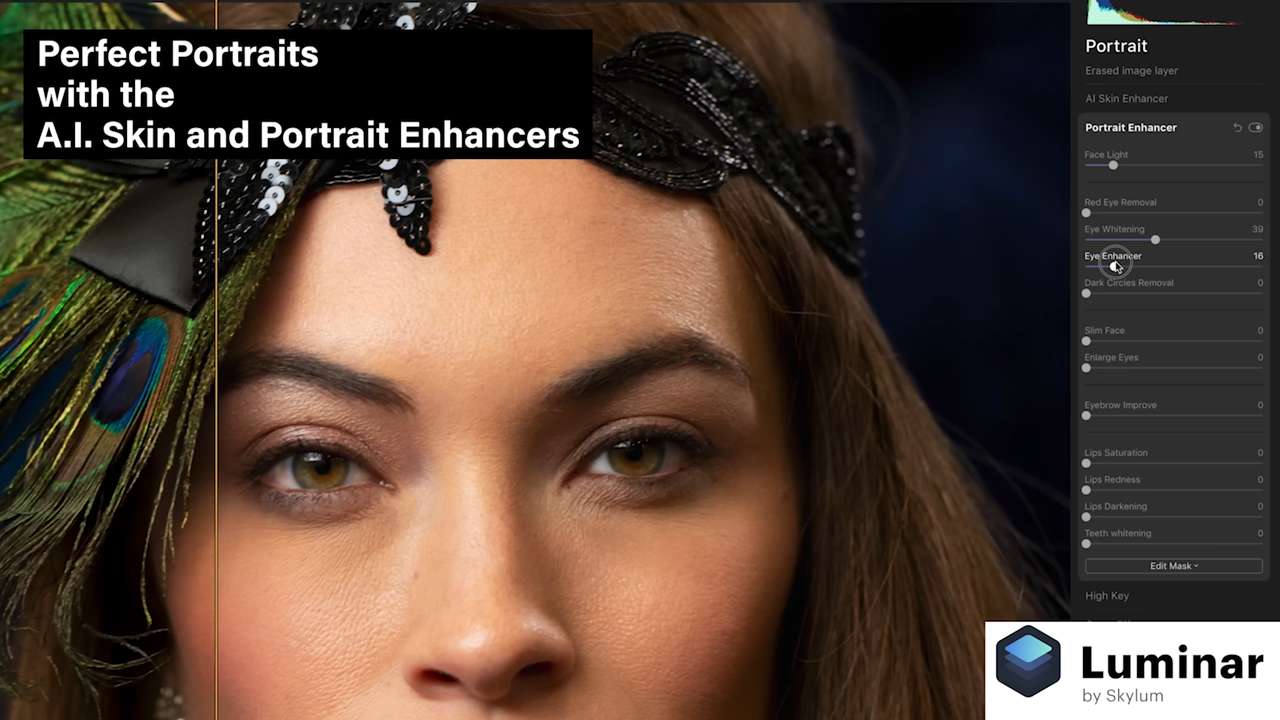 Perfect Portraits
with the
A.I. Skin and Portrait Enhancers
Portrait
Erased image layer
AI Skin Enhancer
Portrait Enhancer
Face Light 15
Red Eye Removal 0
Eye Whitening 39
Eye Enhancer 16
Dark Circles Removal 0
Slim Face 0
Enlarge Eyes 0
Eyebrow Improve 0
Lips Saturation 0
Lips Redness 0
Lips Darkening 0
Teeth whitening 0
Edit Mask
High Key
Luminar
by Skylum